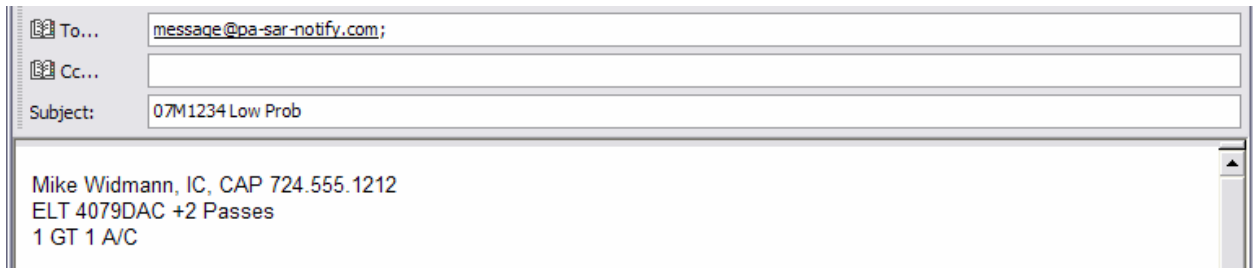 To... message@pa-sar-notify.com;
Cc...
Subject: 07M1234 Low Prob
Mike Widmann, IC, CAP 724.555.1212
ELT 4079DAC +2 Passes
1 GT 1 A/C